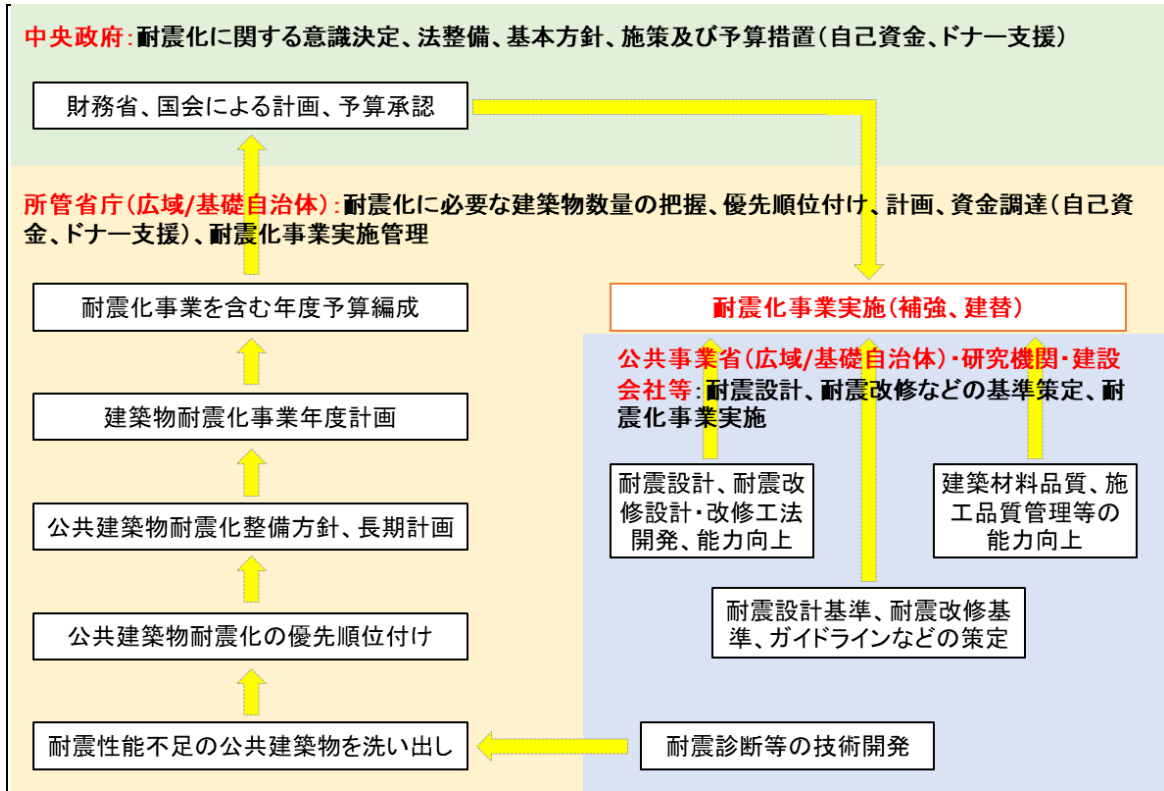 中央政府:耐震化に関する意識決定、法整備、基本方針、施策及び予算措置(自己資金、ドナー支援)
財務省、国会による計画、予算承認
所管省庁(広域/基礎自治体):耐震化に必要な建築物数量の把握、優先順位付け、計画、資金調達(自己資
金、ドナー支援)、耐震化事業実施管理
耐震化事業を含む年度予算編成
建築物耐震化事業年度計画
公共建築物耐震化整備方針、長期計画
公共建築物耐震化の優先順位付け
耐震性能不足の公共建築物を洗い出し
耐震化事業実施(補強、建替)
公共事業省(広域/基礎自治体)・研究機関・建設
会社等:耐震設計、耐震改修などの基準策定、耐
震化事業実施
耐震設計、耐震改
修設計・改修工法
開発、能力向上
建築材料品質、施
工品質管理等の
能力向上
耐震設計基準、耐震改修基
準、ガイドラインなどの策定
耐震診断等の技術開発